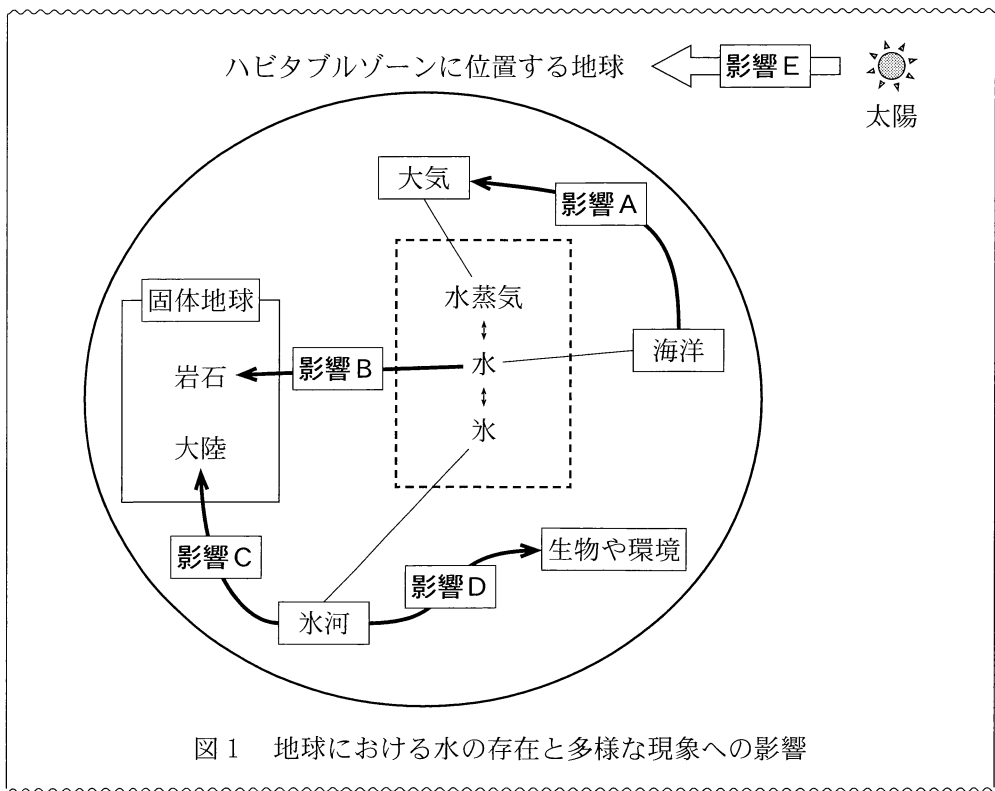 ハビタブルゾーンに位置する地球
影響E
太陽
大気
影響A
水蒸気
固体地球
岩石
影響B
水
海洋
氷
大陸
影響C
影響D
生物や環境
氷河
図1 地球における水の存在と多様な現象への影響